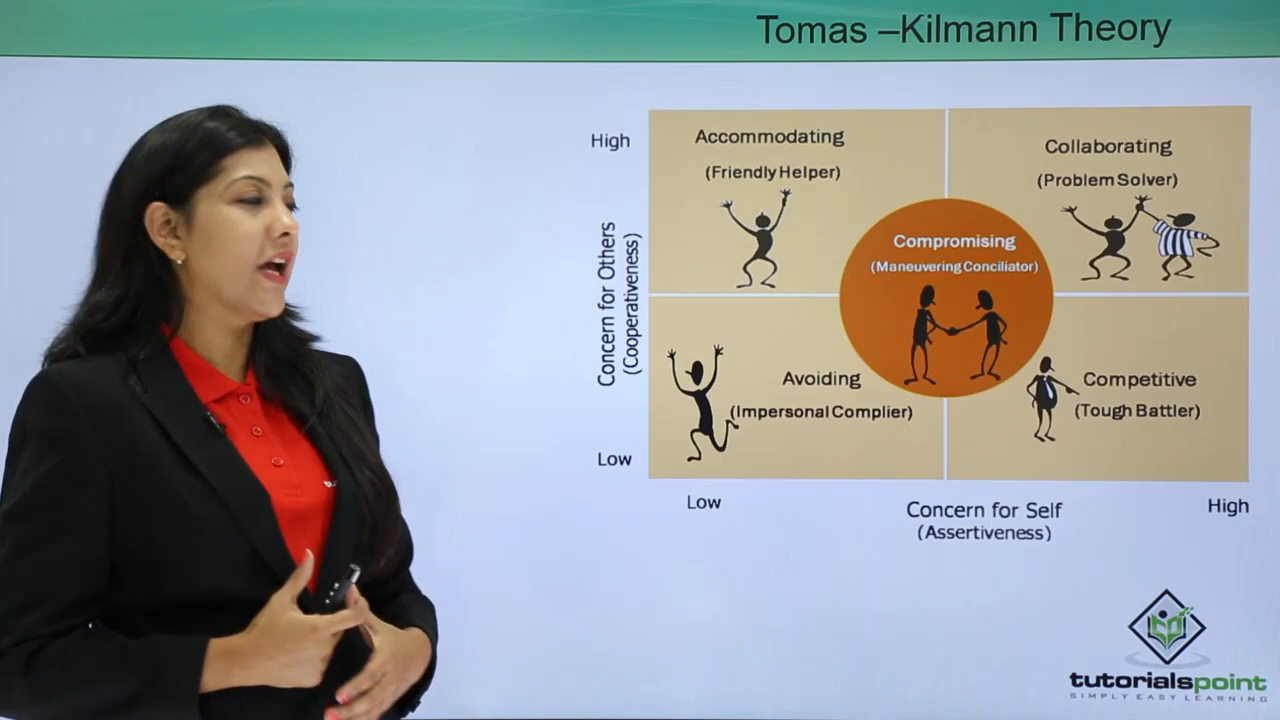 Tomas –Kilmann Theory
High
Accommodating
(Friendly Helper)
Collaborating
(Problem Solver)
Compromising
(Maneuvering Conciliator)
Concern for Others
(Cooperativeness)
Avoiding
(Impersonal Complier)
Competitive
(Tough Battler)
Low
Low
Concern for Self
(Assertiveness)
High
tutorialspoint
SIMPLY EASY LEARNING